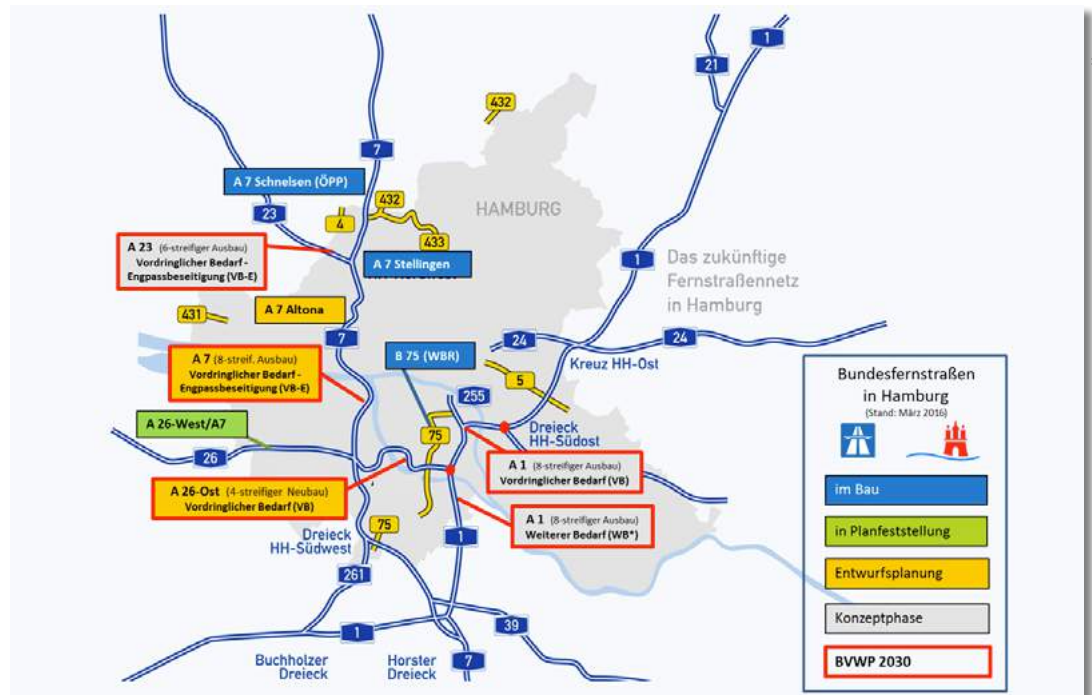 1
21
432
7
A 7 Schnelsen (ÖPP)
432
HAMBURG
23
4
433
A 23 (6-streifiger Ausbau)
Vordringlicher Bedarf -
Engpassbeseitigung (VB-E)
A 7 Stellingen
1
Das zukünftige
Fernstraßennetz
in Hamburg
431
A 7 Altona
7
24
24
B 75 (WBR)
Kreuz HH-Ost
A 7 (8-streif. Ausbau)
Vordringlicher Bedarf -
Engpassbeseitigung (VB-E)
5
255
A 26-West/A7
75
Dreieck
HH-Südost
26
A 1 (8-streifiger Ausbau)
Vordringlicher Bedarf (VB)
A 26-Ost (4-streifiger Neubau)
Vordringlicher Bedarf (VB)
75
A 1 (8-streifiger Ausbau)
Weiterer Bedarf (WB*)
Dreieck
HH-Südwest
1
261
39
1
Buchholzer
Dreieck
Horster
Dreieck
7
Bundesfernstraßen
in Hamburg
(Stand: März 2016)
im Bau
in Planfeststellung
Entwurfsplanung
Konzeptphase
BVWP 2030